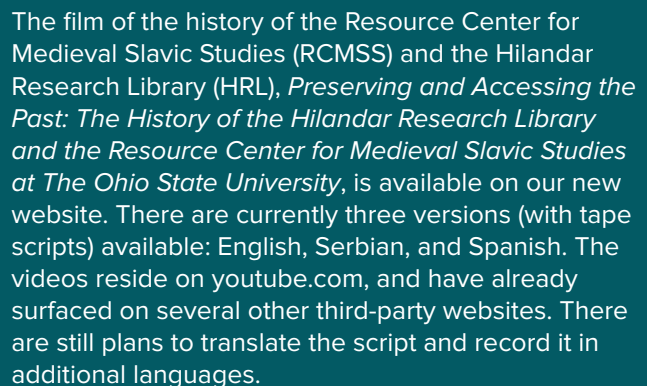 The film of the history of the Resource Center for
Medieval Slavic Studies (RCMSS) and the Hilandar
Research Library (HRL), Preserving and Accessing the
Past: The History of the Hilandar Research Library
and the Resource Center for Medieval Slavic Studies
at The Ohio State University, is available on our new
website. There are currently three versions (with tape
scripts) available: English, Serbian, and Spanish. The
videos reside on youtube.com, and have already
surfaced on several other third-party websites. There
are still plans to translate the script and record it in
additional languages.